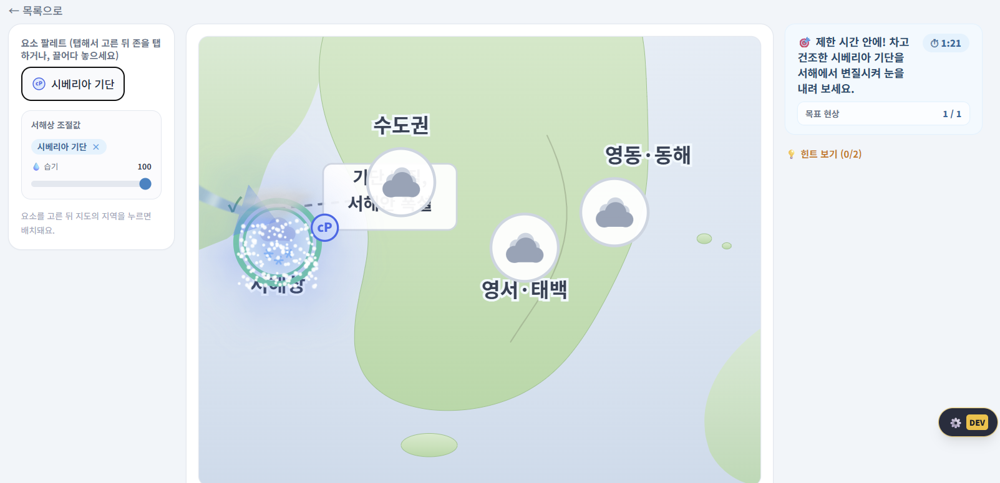 ← 목록으로
요소 팔레트 (탭해서 고른 뒤 존을 탭
하거나, 끌어다 놓으세요)
cP 시베리아 기단
서해상 조절값
시베리아 기단 ×
습기 100
요소를 고른 뒤 지도의 지역을 누르면
배치돼요.
수도권
영동·동해
기단 변질,
서해안 폭설
cP
서해상
영서·태백
제한 시간 안에! 차고
건조한 시베리아 기단을
서해에서 변질시켜 눈을
내려 보세요.
1:21
목표 현상 1 / 1
힌트 보기 (0/2)
DEV